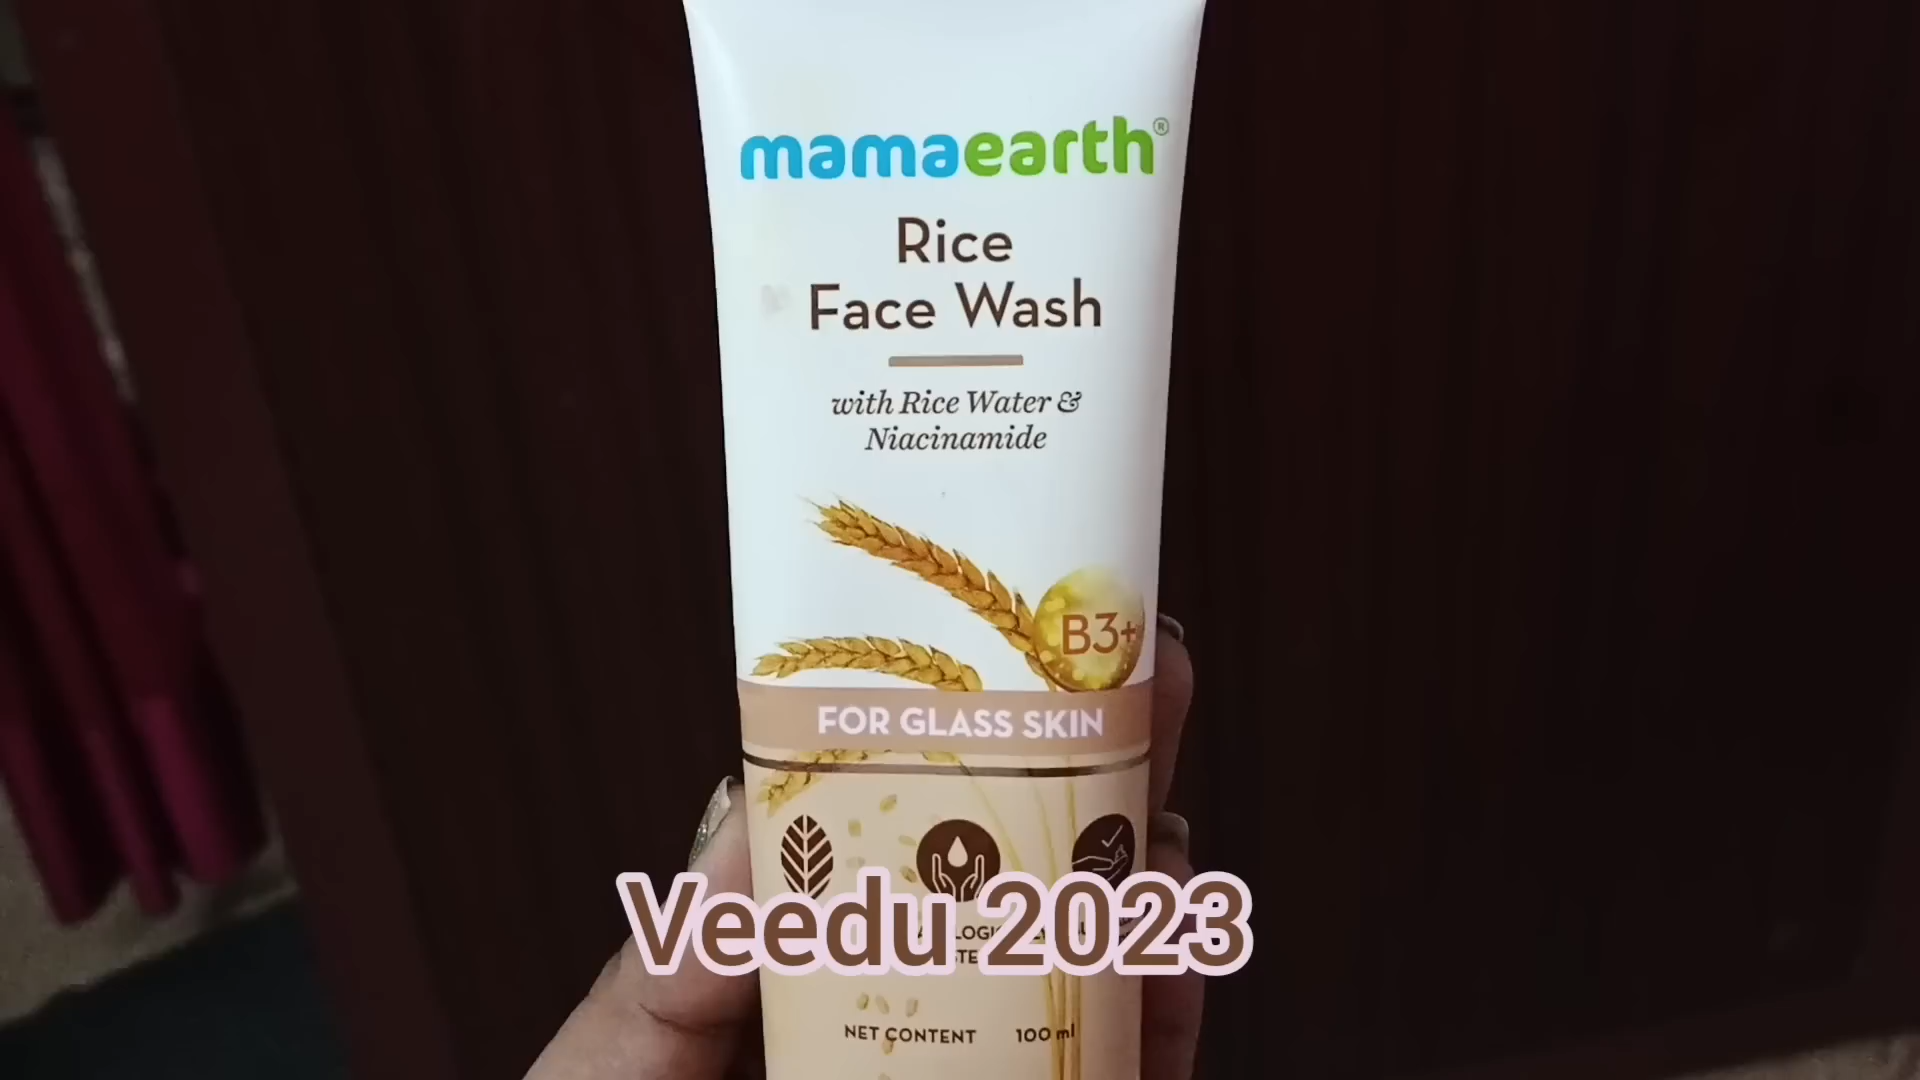 mamaearth®
Rice
Face Wash
with Rice Water &
Niacinamide
B3+
FOR GLASS SKIN
Veedu 2023
NET CONTENT 100 ml